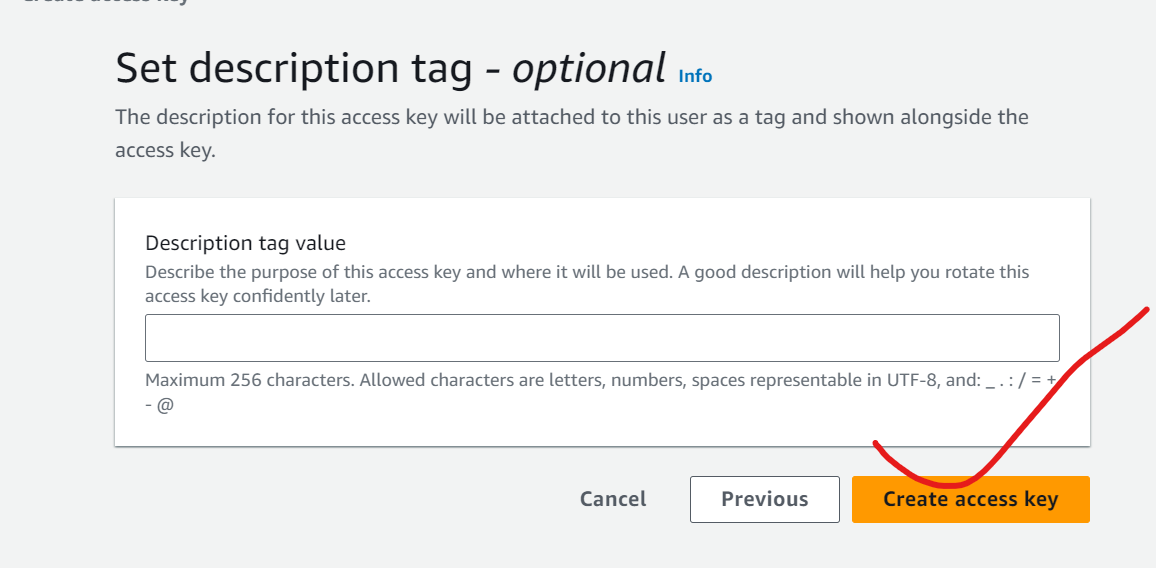 Create access key
Set description tag - optional Info
The description for this access key will be attached to this user as a tag and shown alongside the
access key.
Description tag value
Describe the purpose of this access key and where it will be used. A good description will help you rotate this
access key confidently later.
Maximum 256 characters. Allowed characters are letters, numbers, spaces representable in UTF-8, and: _ . : / = +
- @
Cancel
Previous
Create access key